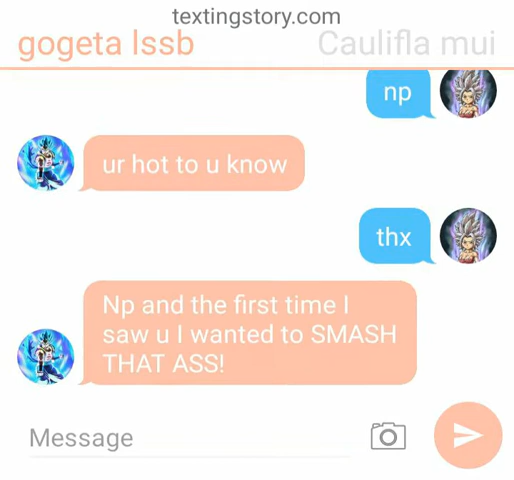 textingstory.com
gogeta lssb
Caulifla mui
np
ur hot to u know
thx
Np and the first time I
saw u I wanted to SMASH
THAT ASS!
Message